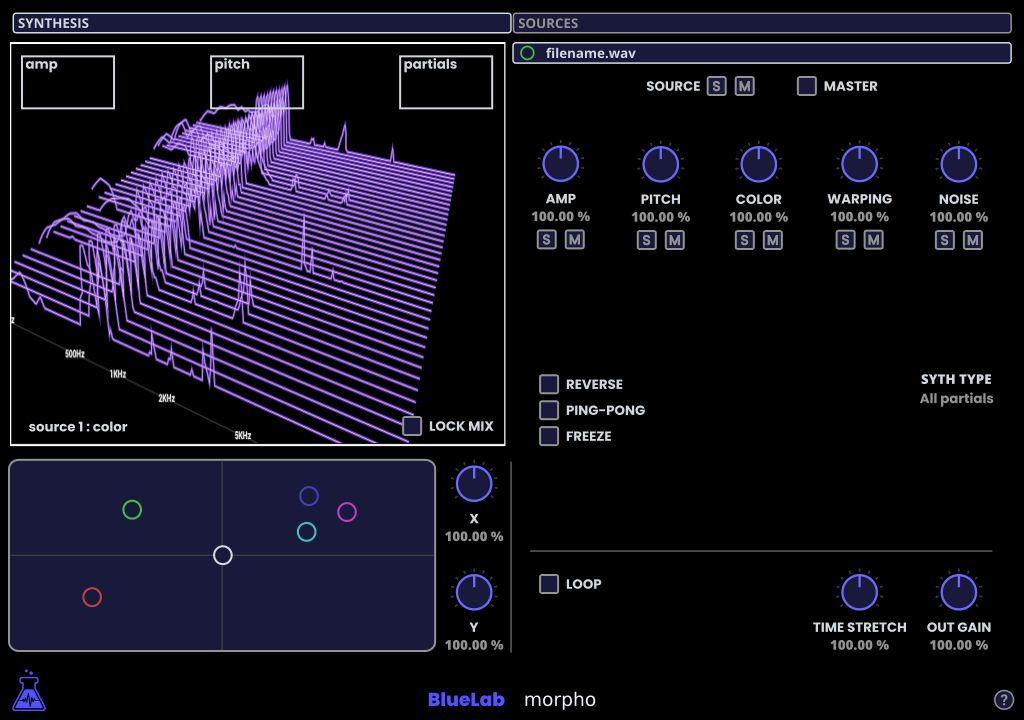 SYNTHESIS
SOURCES
filename.wav
amp
pitch
partials
SOURCE S M MASTER
AMP PITCH COLOR WARPING NOISE
100.00 % 100.00 % 100.00 % 100.00 % 100.00 %
S M S M S M S M S M
z
500Hz
1KHz
2KHz
5KHz
source 1 : color
LOCK MIX
REVERSE
PING-PONG
FREEZE
SYTH TYPE
All partials
X
100.00 %
Y
100.00 %
LOOP
TIME STRETCH
100.00 %
OUT GAIN
100.00 %
BlueLab morpho
?